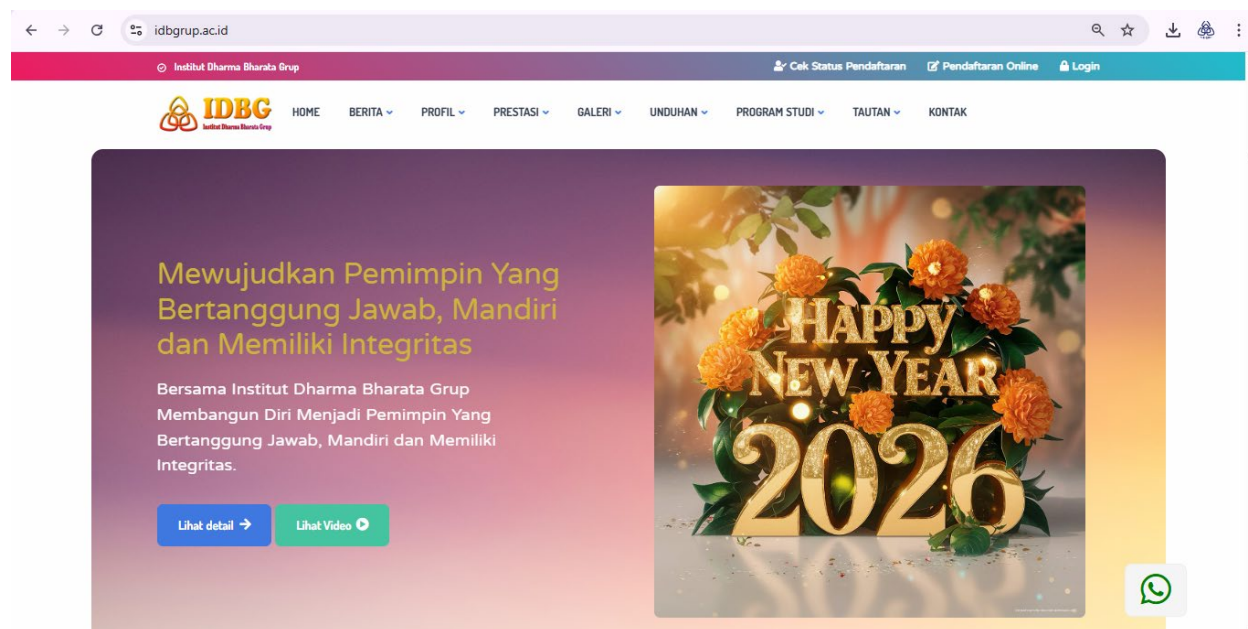 idbgrup.ac.id
Institut Dharma Bharata Grup
Cek Status Pendaftaran
Pendaftaran Online
Login
IDBG
Institut Dharma Bharata Grup
HOME
BERITA
PROFIL
PRESTASI
GALERI
UNDUHAN
PROGRAM STUDI
TAUTAN
KONTAK
Mewujudkan Pemimpin Yang
Bertanggung Jawab, Mandiri
dan Memiliki Integritas
Bersama Institut Dharma Bharata Grup
Membangun Diri Menjadi Pemimpin Yang
Bertanggung Jawab, Mandiri dan Memiliki
Integritas.
Lihat detail
Lihat Video
HAPPY
NEW YEAR
2026